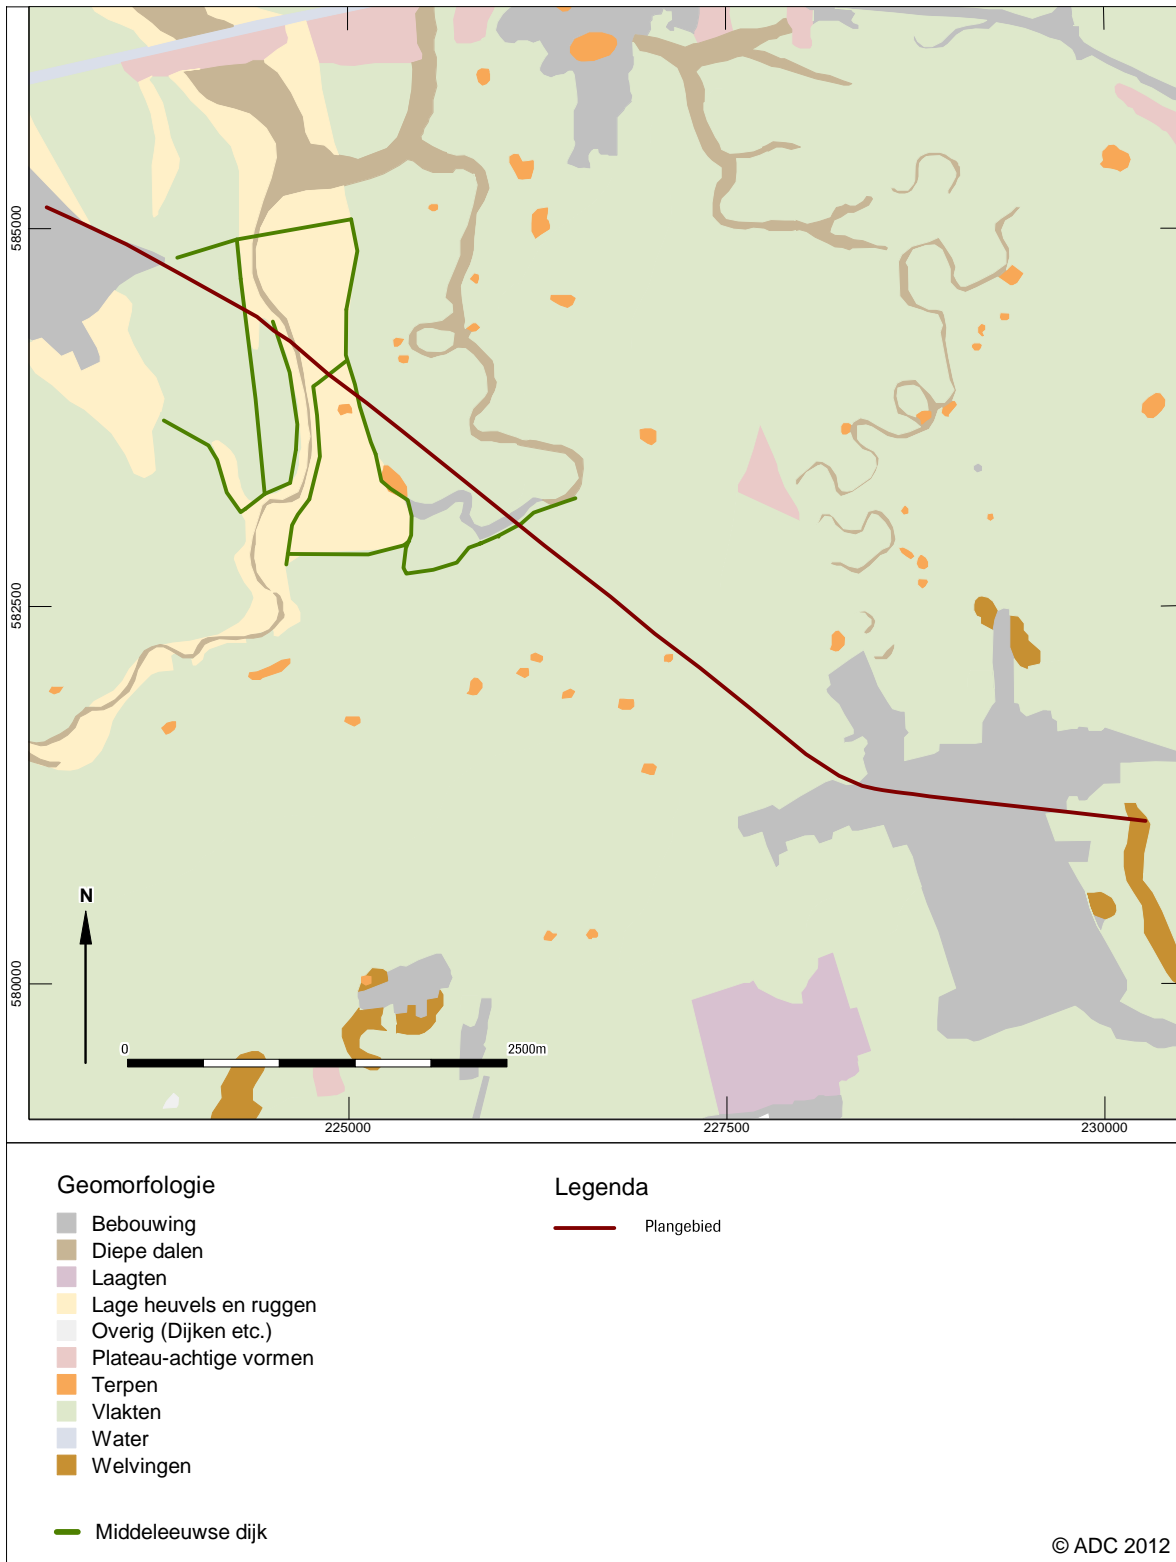 585000
582500
580000
N
0
2500m
225000
227500
230000
Geomorfologie
Bebouwing
Diepe dalen
Laagten
Lage heuvels en ruggen
Overig (Dijken etc.)
Plateau-achtige vormen
Terpen
Vlakten
Water
Welvingen
Middeleeuwse dijk
Legenda
Plangebied
© ADC 2012